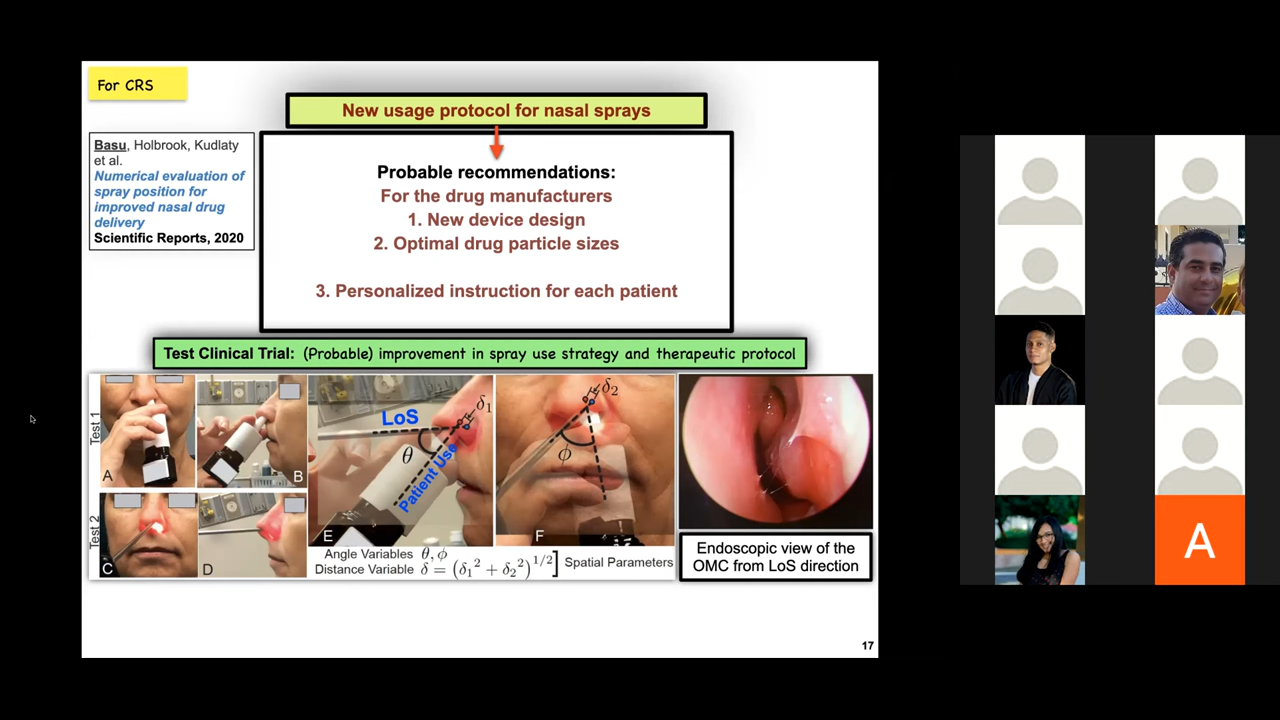 For CRS
New usage protocol for nasal sprays
Basu, Holbrook, Kudlaty
et al.
Numerical evaluation of
spray position for
improved nasal drug
delivery
Scientific Reports, 2020
Probable recommendations:
For the drug manufacturers
1. New device design
2. Optimal drug particle sizes
3. Personalized instruction for each patient
Test Clinical Trial: (Probable) improvement in spray use strategy and therapeutic protocol
Test 1
A
B
Test 2
C
D
LoS
δ₁
θ
Patient Use
E
δ₂
ϕ
F
Angle Variables θ, ϕ
Distance Variable δ = (δ₁² + δ₂²)^1/2] Spatial Parameters
Endoscopic view of the
OMC from LoS direction
17
A